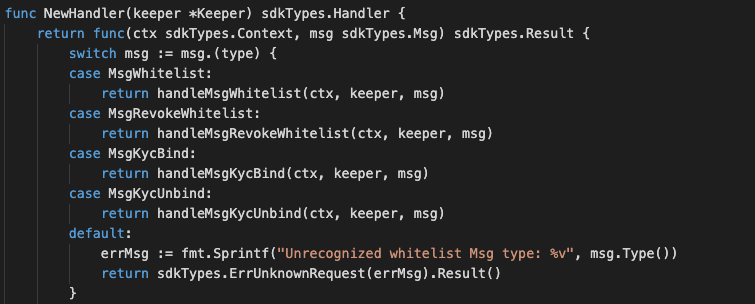 func NewHandler(keeper *Keeper) sdkTypes.Handler {
    return func(ctx sdkTypes.Context, msg sdkTypes.Msg) sdkTypes.Result {
        switch msg := msg.(type) {
        case MsgWhitelist:
            return handleMsgWhitelist(ctx, keeper, msg)
        case MsgRevokeWhitelist:
            return handleMsgRevokeWhitelist(ctx, keeper, msg)
        case MsgKycBind:
            return handleMsgKycBind(ctx, keeper, msg)
        case MsgKycUnbind:
            return handleMsgKycUnbind(ctx, keeper, msg)
        default:
            errMsg := fmt.Sprintf("Unrecognized whitelist Msg type: %v", msg.Type())
            return sdkTypes.ErrUnknownRequest(errMsg).Result()
        }